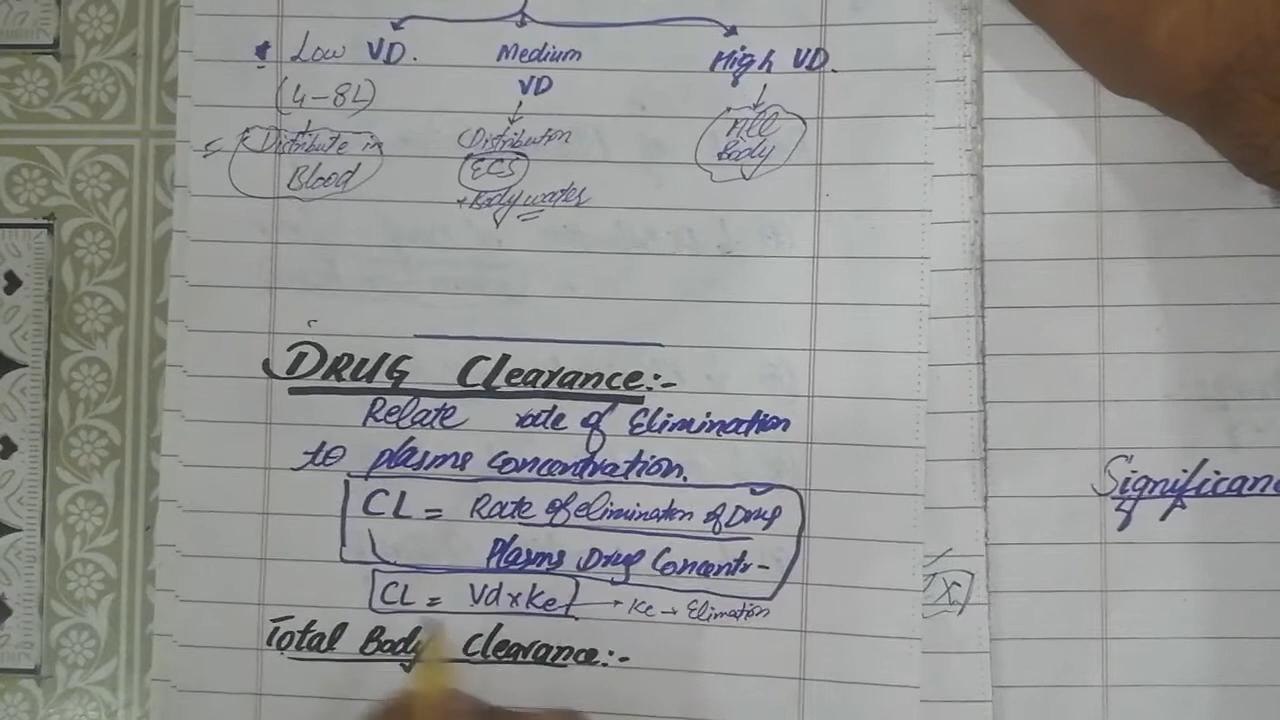 Low VD.
Medium
VD
High VD.
(4-8L)
Distribute in
Blood
Distribution
ECS
+ Body water
All
Body
DRUG Clearance:-
Relate rate of Elimination
to plasma concentration.
CL = Rate of elimination of Drug
Plasma Drug Concentr-
CL = Vd x Ke → Ke → Elimation
Total Body Clearance:-